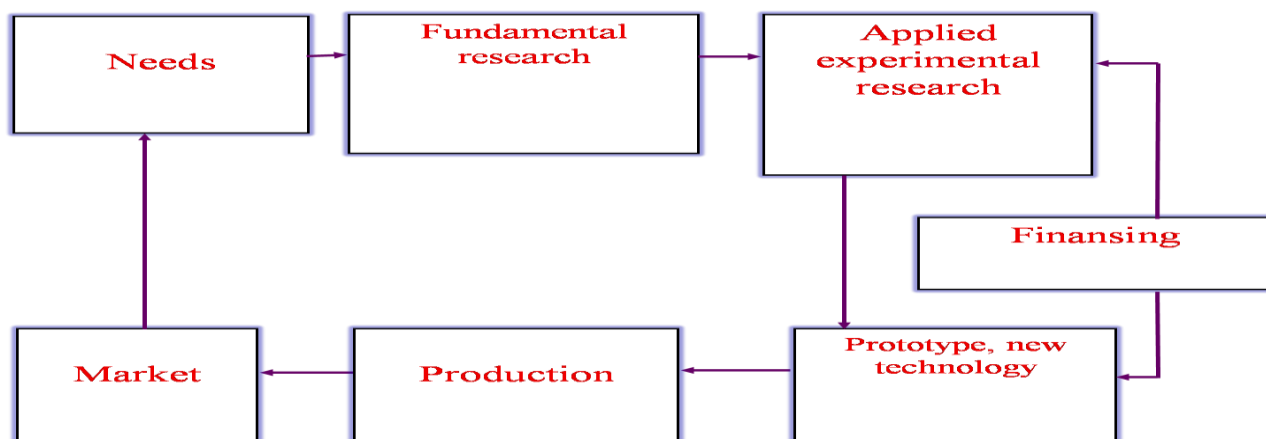 Needs
Fundamental
research
Applied
experimental
research
Finansing
Prototype, new
technology
Production
Market